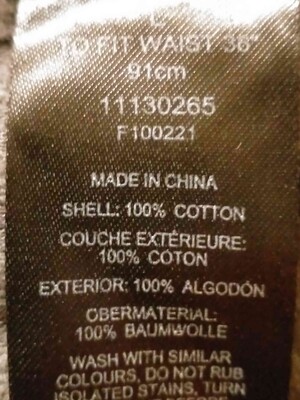 L
TO FIT WAIST 36"
91cm
11130265
F100221
MADE IN CHINA
SHELL: 100% COTTON
COUCHE EXTÉRIEURE:
100% COTON
EXTERIOR: 100% ALGODÓN
OBERMATERIAL:
100% BAUMWOLLE
WASH WITH SIMILAR
COLOURS, DO NOT RUB
ISOLATED STAINS, TURN